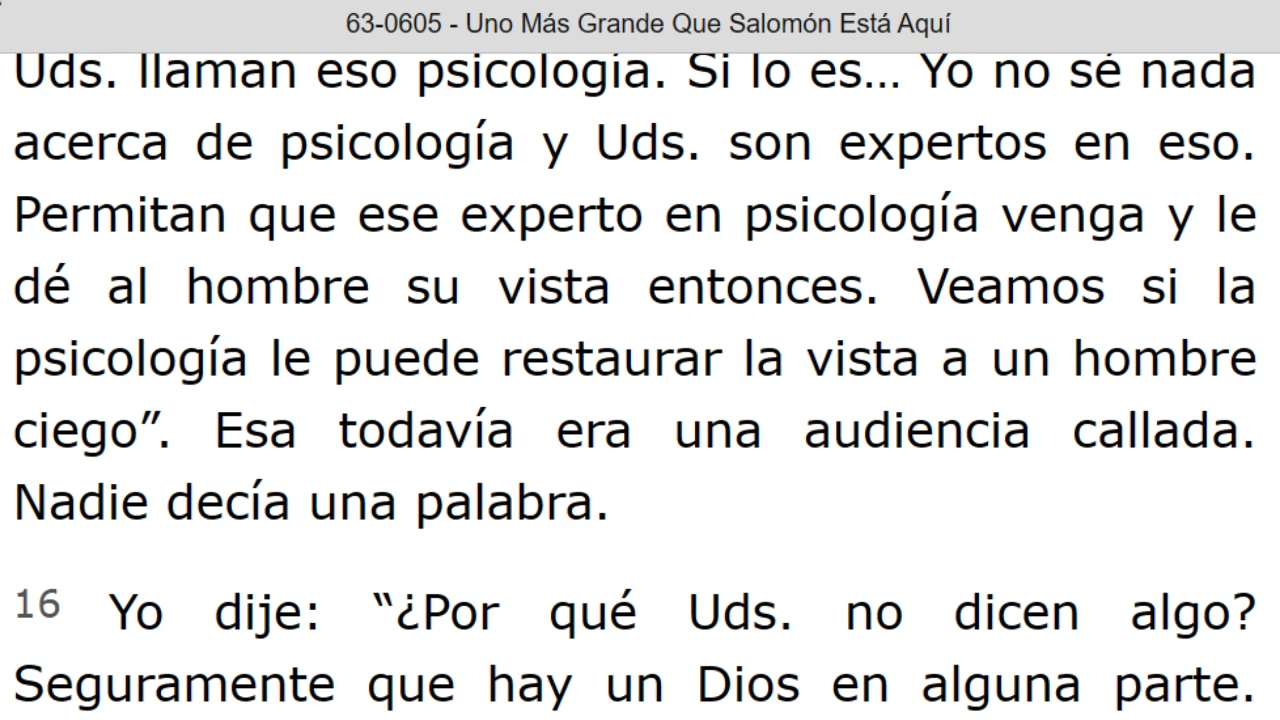 63-0605 - Uno Más Grande Que Salomón Está Aquí
Uds. llaman eso psicología. Si lo es... Yo no sé nada
acerca de psicología y Uds. son expertos en eso.
Permitan que ese experto en psicología venga y le
dé al hombre su vista entonces. Veamos si la
psicología le puede restaurar la vista a un hombre
ciego”. Esa todavía era una audiencia callada.
Nadie decía una palabra.
16 Yo dije: “¿Por qué Uds. no dicen algo?
Seguramente que hay un Dios en alguna parte.